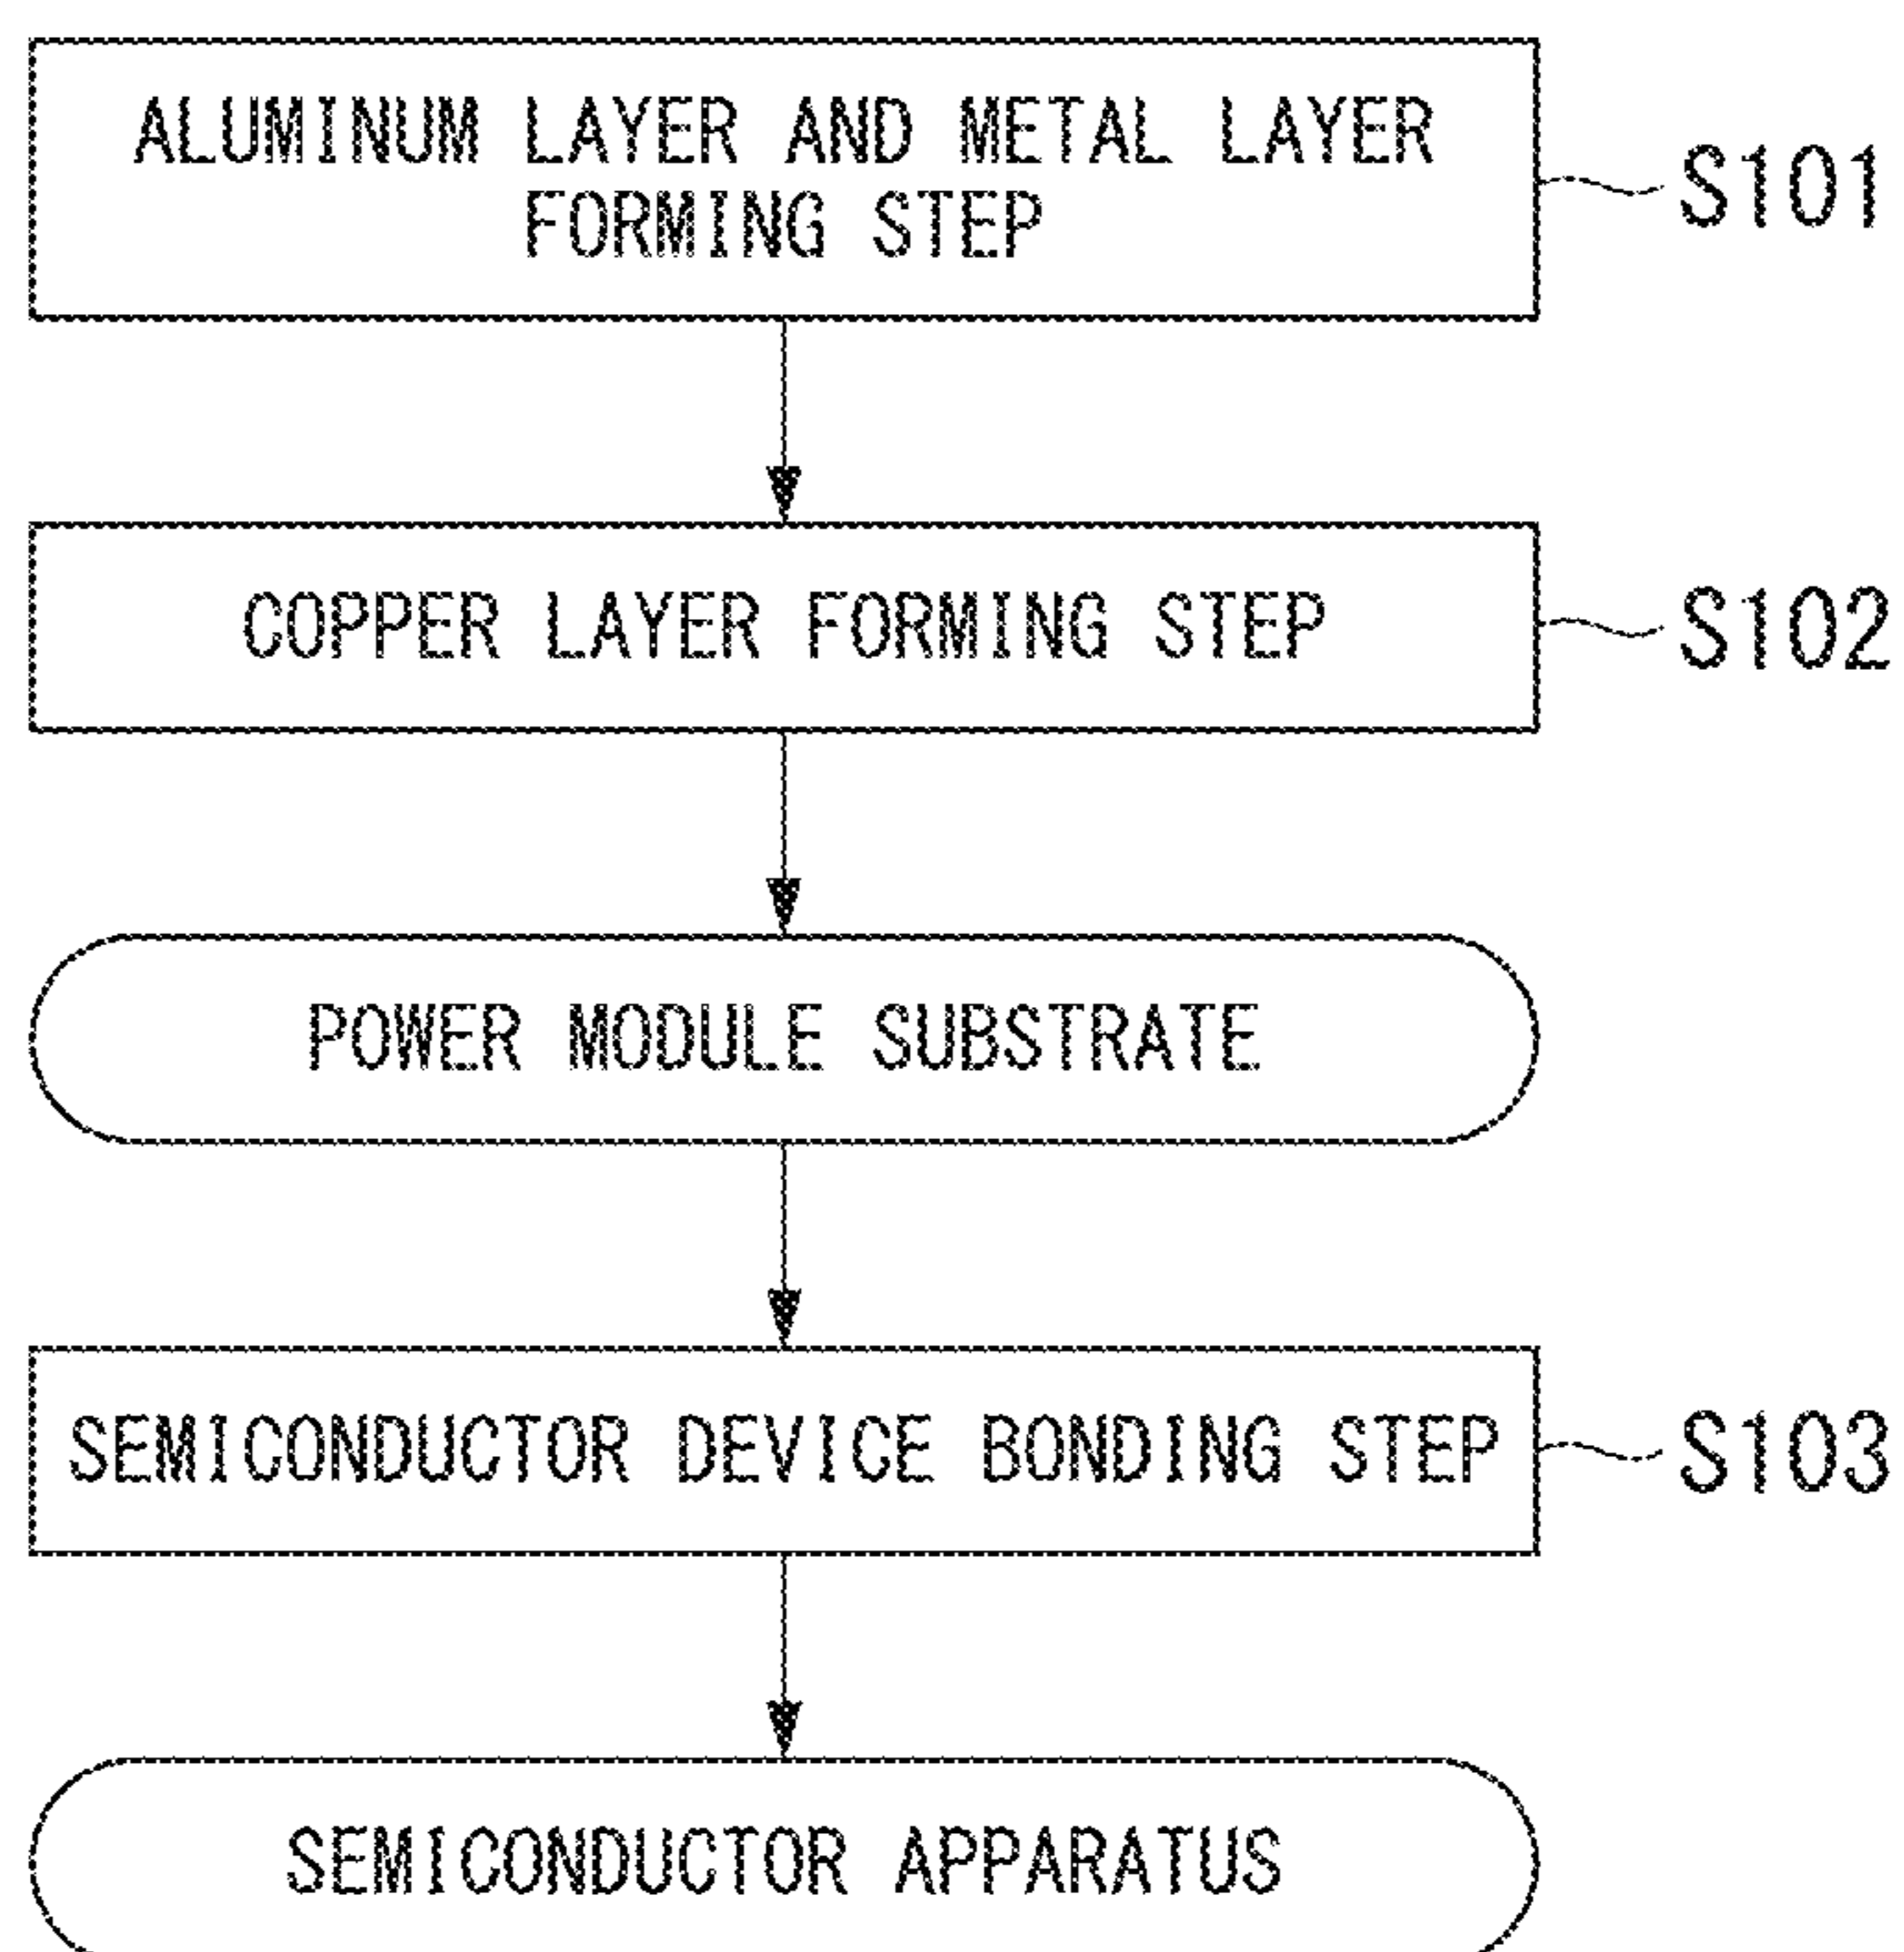 ALUMINUM LAYER AND METAL LAYER
FORMING STEP
S101
COPPER LAYER FORMING STEP
S102
POWER MODULE SUBSTRATE
SEMICONDUCTOR DEVICE BONDING STEP
S103
SEMICONDUCTOR APPARATUS